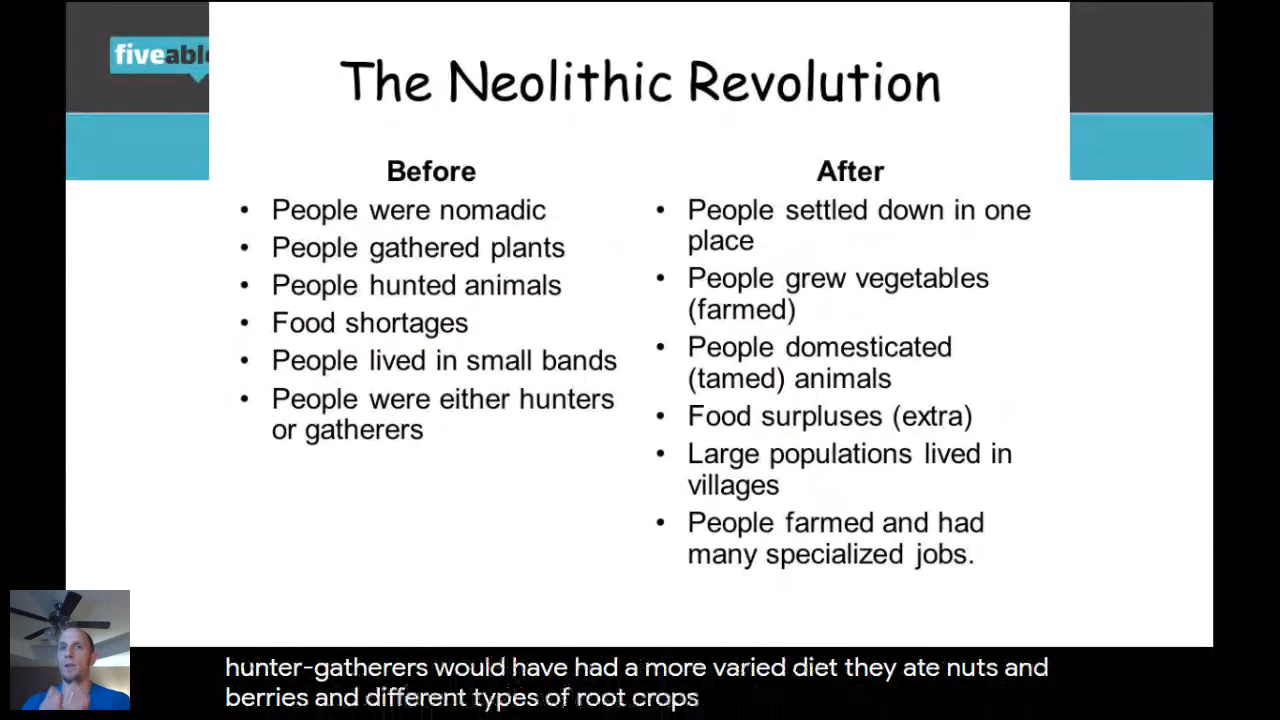 fiveable
The Neolithic Revolution
Before
• People were nomadic
• People gathered plants
• People hunted animals
• Food shortages
• People lived in small bands
• People were either hunters
or gatherers
After
• People settled down in one
place
• People grew vegetables
(farmed)
• People domesticated
(tamed) animals
• Food surpluses (extra)
• Large populations lived in
villages
• People farmed and had
many specialized jobs.
hunter-gatherers would have had a more varied diet they ate nuts and
berries and different types of root crops